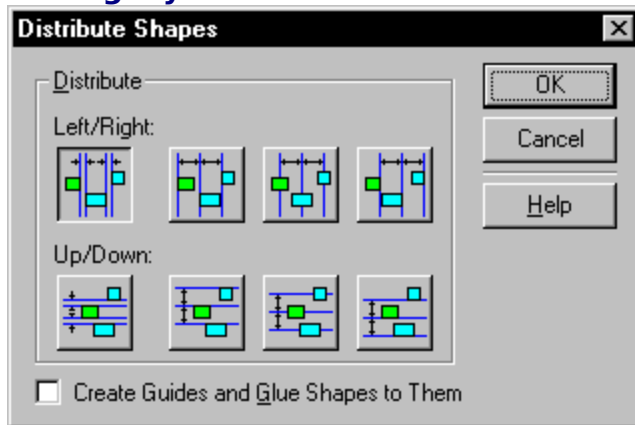 Distribute Shapes
Distribute
OK
Left/Right:
Cancel
Help
Up/Down:
Create Guides and Glue Shapes to Them